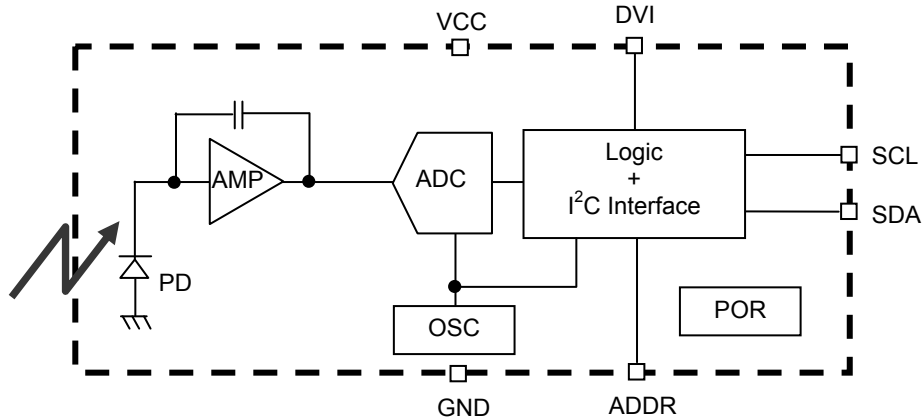 VCC
DVI
AMP
ADC
Logic
+
I²C Interface
SCL
SDA
PD
OSC
POR
GND
ADDR